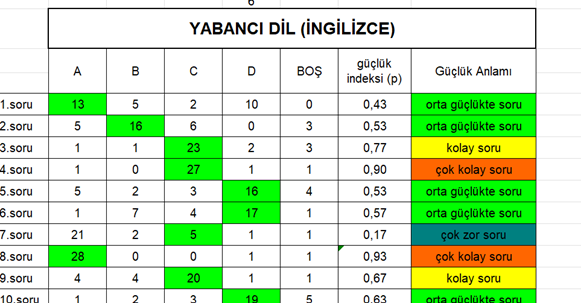 6
YABANCI DİL (İNGİLİZCE)
A B C D BOŞ güçlük indeksi (p) Güçlük Anlamı
1.soru 13 5 2 10 0 0,43 orta güçlükte soru
2.soru 5 16 6 0 3 0,53 orta güçlükte soru
3.soru 1 1 23 2 3 0,77 kolay soru
4.soru 1 0 27 1 1 0,90 çok kolay soru
5.soru 5 2 3 16 4 0,53 orta güçlükte soru
6.soru 1 7 4 17 1 0,57 orta güçlükte soru
7.soru 21 2 5 1 1 0,17 çok zor soru
8.soru 28 0 0 1 1 0,93 çok kolay soru
9.soru 4 4 20 1 1 0,67 kolay soru
10.soru 1 2 3 19 5 0,63 orta güçlükte soru